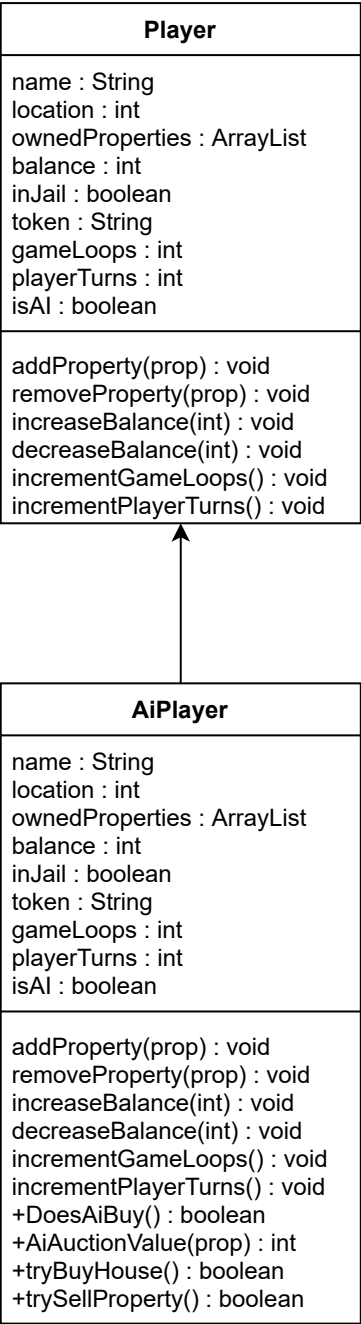 Player
name : String
location : int
ownedProperties : ArrayList
balance : int
inJail : boolean
token : String
gameLoops : int
playerTurns : int
isAI : boolean
addProperty(prop) : void
removeProperty(prop) : void
increaseBalance(int) : void
decreaseBalance(int) : void
incrementGameLoops() : void
incrementPlayerTurns() : void
AiPlayer
name : String
location : int
ownedProperties : ArrayList
balance : int
inJail : boolean
token : String
gameLoops : int
playerTurns : int
isAI : boolean
addProperty(prop) : void
removeProperty(prop) : void
increaseBalance(int) : void
decreaseBalance(int) : void
incrementGameLoops() : void
incrementPlayerTurns() : void
+DoesAiBuy() : boolean
+AiAuctionValue(prop) : int
+tryBuyHouse() : boolean
+trySellProperty() : boolean